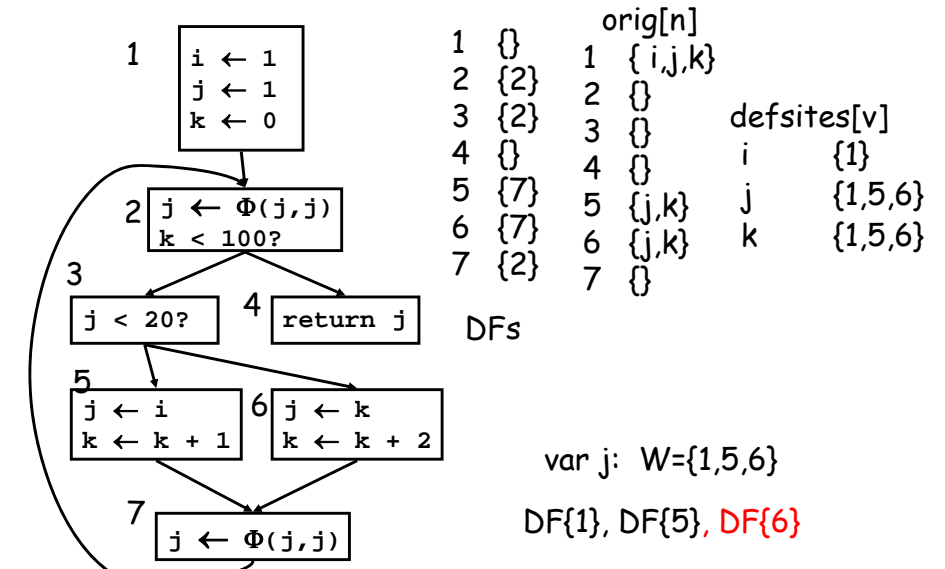 1
i ← 1
j ← 1
k ← 0
2
j ← Φ(j,j)
k < 100?
3
j < 20?
4
return j
5
j ← i
k ← k + 1
6
j ← k
k ← k + 2
7
j ← Φ(j,j)
1 {}
2 {2}
3 {2}
4 {}
5 {7}
6 {7}
7 {2}
DFs
orig[n]
1 { i,j,k}
2 {}
3 {}
4 {}
5 {j,k}
6 {j,k}
7 {}
defsites[v]
i {1}
j {1,5,6}
k {1,5,6}
var j: W={1,5,6}
DF{1}, DF{5}, DF{6}